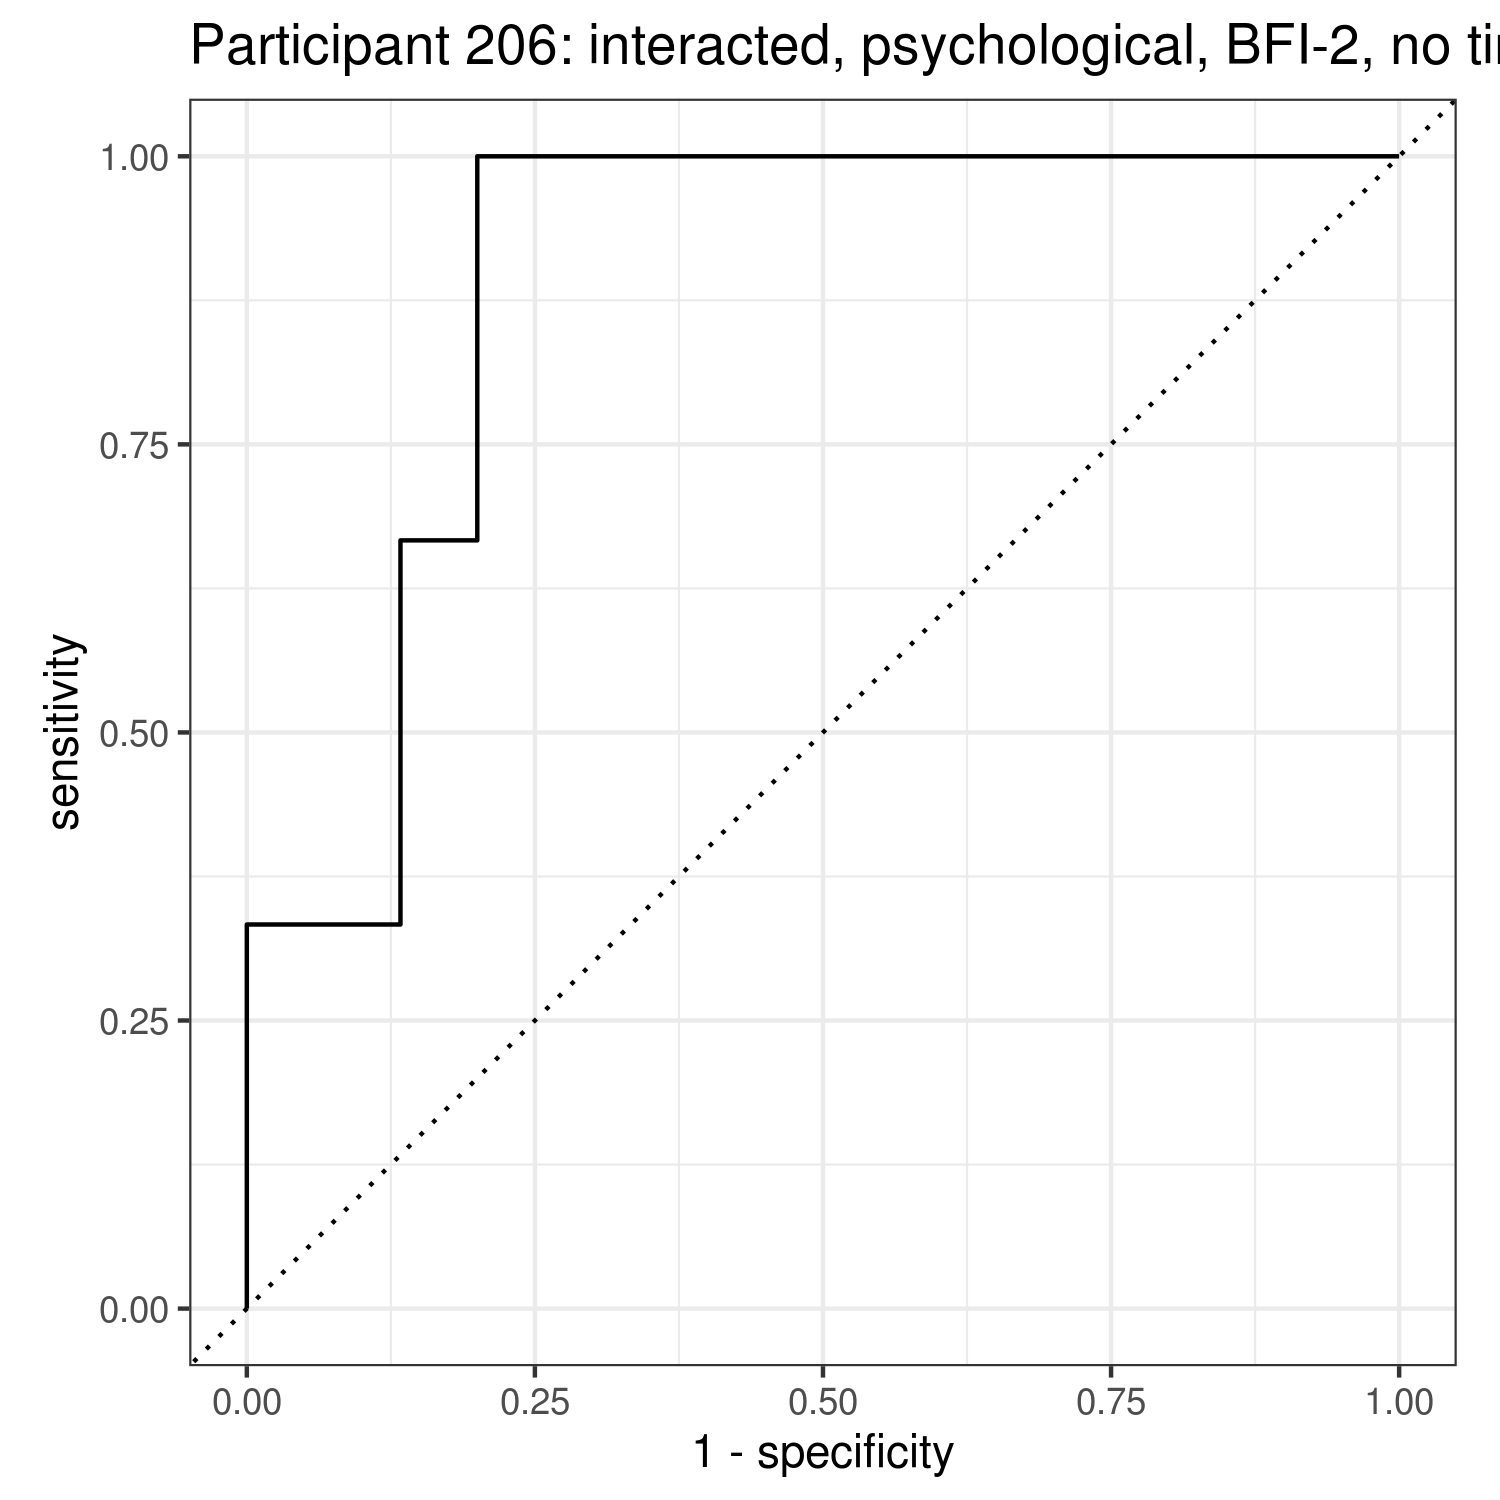 Participant 206: interacted, psychological, BFI-2, no
1.00
0.75
0.50
0.25
0.00
sensitivity
0.00 0.25 0.50 0.75 1.00
1 - specificity